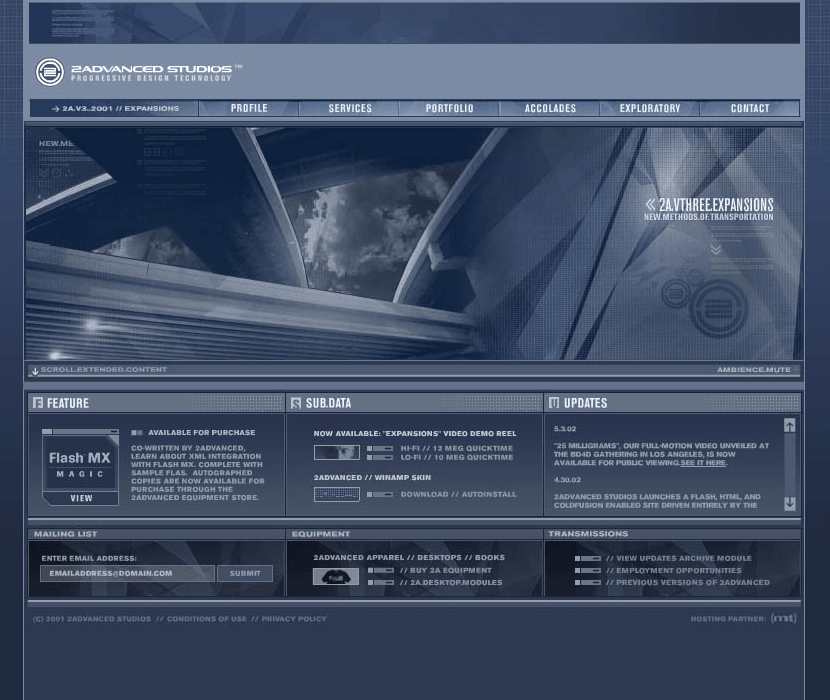 2ADVANCED STUDIOS™
PROGRESSIVE DESIGN TECHNOLOGY
2A.V3..2001 // EXPANSIONS
PROFILE
SERVICES
PORTFOLIO
ACCOLADES
EXPLORATORY
CONTACT
NEW.ME
2A.VTHREE.EXPANSIONS
NEW.METHODS.OF.TRANSPORTATION
SCROLL.EXTENDED.CONTENT
AMBIENCE.MUTE
FEATURE
AVAILABLE FOR PURCHASE
Flash MX
MAGIC
VIEW
CO-WRITTEN BY 2ADVANCED,
LEARN ABOUT XML INTEGRATION
WITH FLASH MX. COMPLETE WITH
SAMPLE FLAS. AUTOGRAPHED
COPIES ARE NOW AVAILABLE FOR
PURCHASE THROUGH THE
2ADVANCED EQUIPMENT STORE.
SUB.DATA
NOW AVAILABLE: "EXPANSIONS" VIDEO DEMO REEL
HI-FI // 12 MEG QUICKTIME
LO-FI // 10 MEG QUICKTIME
2ADVANCED // WINAMP SKIN
DOWNLOAD // AUTOINSTALL
UPDATES
5.3.02
"25 MILLIGRAMS", OUR FULL-MOTION VIDEO UNVEILED AT
THE BD4D GATHERING IN LOS ANGELES, IS NOW
AVAILABLE FOR PUBLIC VIEWING.SEE IT HERE.
4.30.02
2ADVANCED STUDIOS LAUNCHES A FLASH, HTML, AND
COLDFUSION ENABLED SITE DRIVEN ENTIRELY BY THE
MAILING LIST
ENTER EMAIL ADDRESS:
EMAILADDRESS@DOMAIN.COM
SUBMIT
EQUIPMENT
2ADVANCED APPAREL // DESKTOPS // BOOKS
// BUY 2A EQUIPMENT
// 2A.DESKTOP.MODULES
TRANSMISSIONS
// VIEW UPDATES ARCHIVE MODULE
// EMPLOYMENT OPPORTUNITIES
// PREVIOUS VERSIONS OF 2ADVANCED
(C) 2001 2ADVANCED STUDIOS // CONDITIONS OF USE // PRIVACY POLICY
HOSTING PARTNER: (mt)